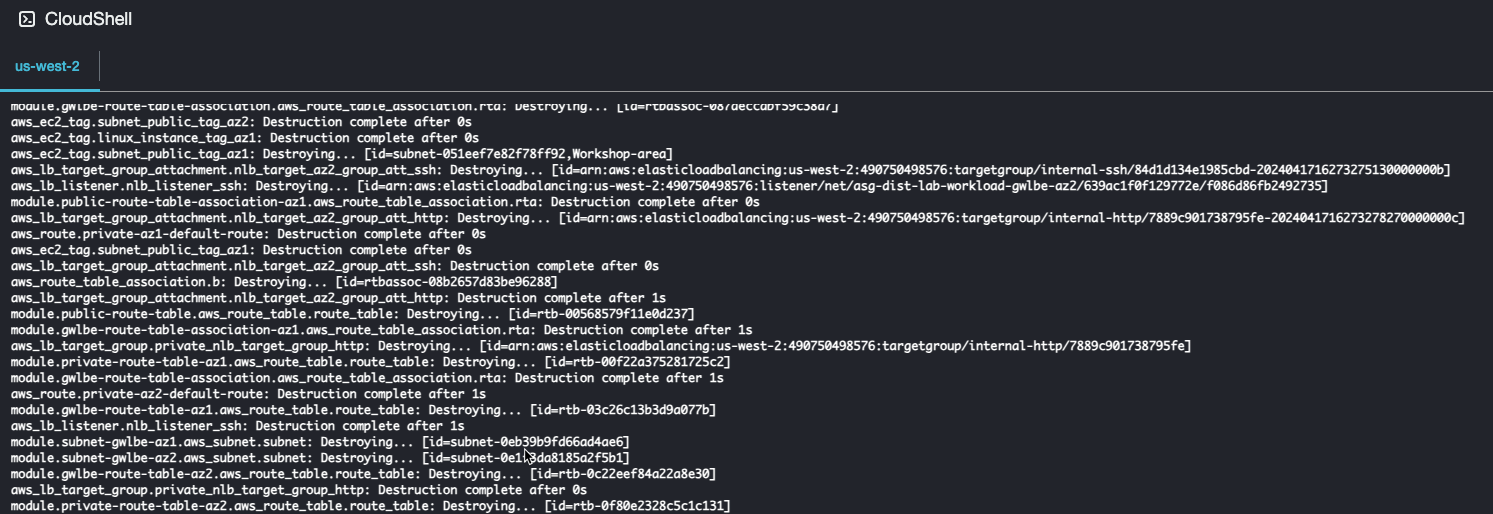 CloudShell
us-west-2
module.gwlbe-route-table-association.aws_route_table_association.rta: Destroying... [id=rtbassoc-087aeccabf59c38a7]
aws_ec2_tag.subnet_public_tag_az2: Destruction complete after 0s
aws_ec2_tag.linux_instance_tag_az1: Destruction complete after 0s
aws_ec2_tag.subnet_public_tag_az1: Destroying... [id=subnet-051eef7e82f78ff92,Workshop-area]
aws_lb_target_group_attachment.nlb_target_az2_group_att_ssh: Destroying... [id=arn:aws:elasticloadbalancing:us-west-2:490750498576:targetgroup/internal-ssh/84d1d134e1985cbd-20240417162732751300000000b]
aws_lb_listener.nlb_listener_ssh: Destroying... [id=arn:aws:elasticloadbalancing:us-west-2:490750498576:listener/net/asg-dist-lab-workload-gwlbe-az2/639ac1f0f129772e/f086d86fb2492735]
module.public-route-table-association-az1.aws_route_table_association.rta: Destruction complete after 0s
aws_lb_target_group_attachment.nlb_target_az2_group_att_http: Destroying... [id=arn:aws:elasticloadbalancing:us-west-2:490750498576:targetgroup/internal-http/7889c901738795fe-20240417162732782700000000c]
aws_route.private-az1-default-route: Destruction complete after 0s
aws_ec2_tag.subnet_public_tag_az1: Destruction complete after 0s
aws_lb_target_group_attachment.nlb_target_az2_group_att_ssh: Destruction complete after 0s
aws_route_table_association.b: Destroying... [id=rtbassoc-08b2657d83be96288]
aws_lb_target_group_attachment.nlb_target_az2_group_att_http: Destruction complete after 1s
module.public-route-table.aws_route_table.route_table: Destroying... [id=rtb-00568579f11e0d237]
module.gwlbe-route-table-association-az1.aws_route_table_association.rta: Destruction complete after 1s
aws_lb_target_group.private_nlb_target_group_http: Destroying... [id=arn:aws:elasticloadbalancing:us-west-2:490750498576:targetgroup/internal-http/7889c901738795fe]
module.private-route-table-az1.aws_route_table.route_table: Destroying... [id=rtb-00f22a375281725c2]
module.gwlbe-route-table-association.aws_route_table_association.rta: Destruction complete after 1s
aws_route.private-az2-default-route: Destruction complete after 1s
module.gwlbe-route-table-az1.aws_route_table.route_table: Destroying... [id=rtb-03c26c13b3d9a077b]
aws_lb_listener.nlb_listener_ssh: Destruction complete after 1s
module.subnet-gwlbe-az1.aws_subnet.subnet: Destroying... [id=subnet-0eb39b9fd66ad4ae6]
module.subnet-gwlbe-az2.aws_subnet.subnet: Destroying...
module.gwlbe-route-table-az2.aws_route_table.route_table: Destroying... [id=rtb-0c22eef84a22a8e30]
aws_lb_target_group.private_nlb_target_group_http: Destruction complete after 0s
module.private-route-table-az2.aws_route_table.route_table: Destroying... [id=rtb-0f80e2328c5c1c131]